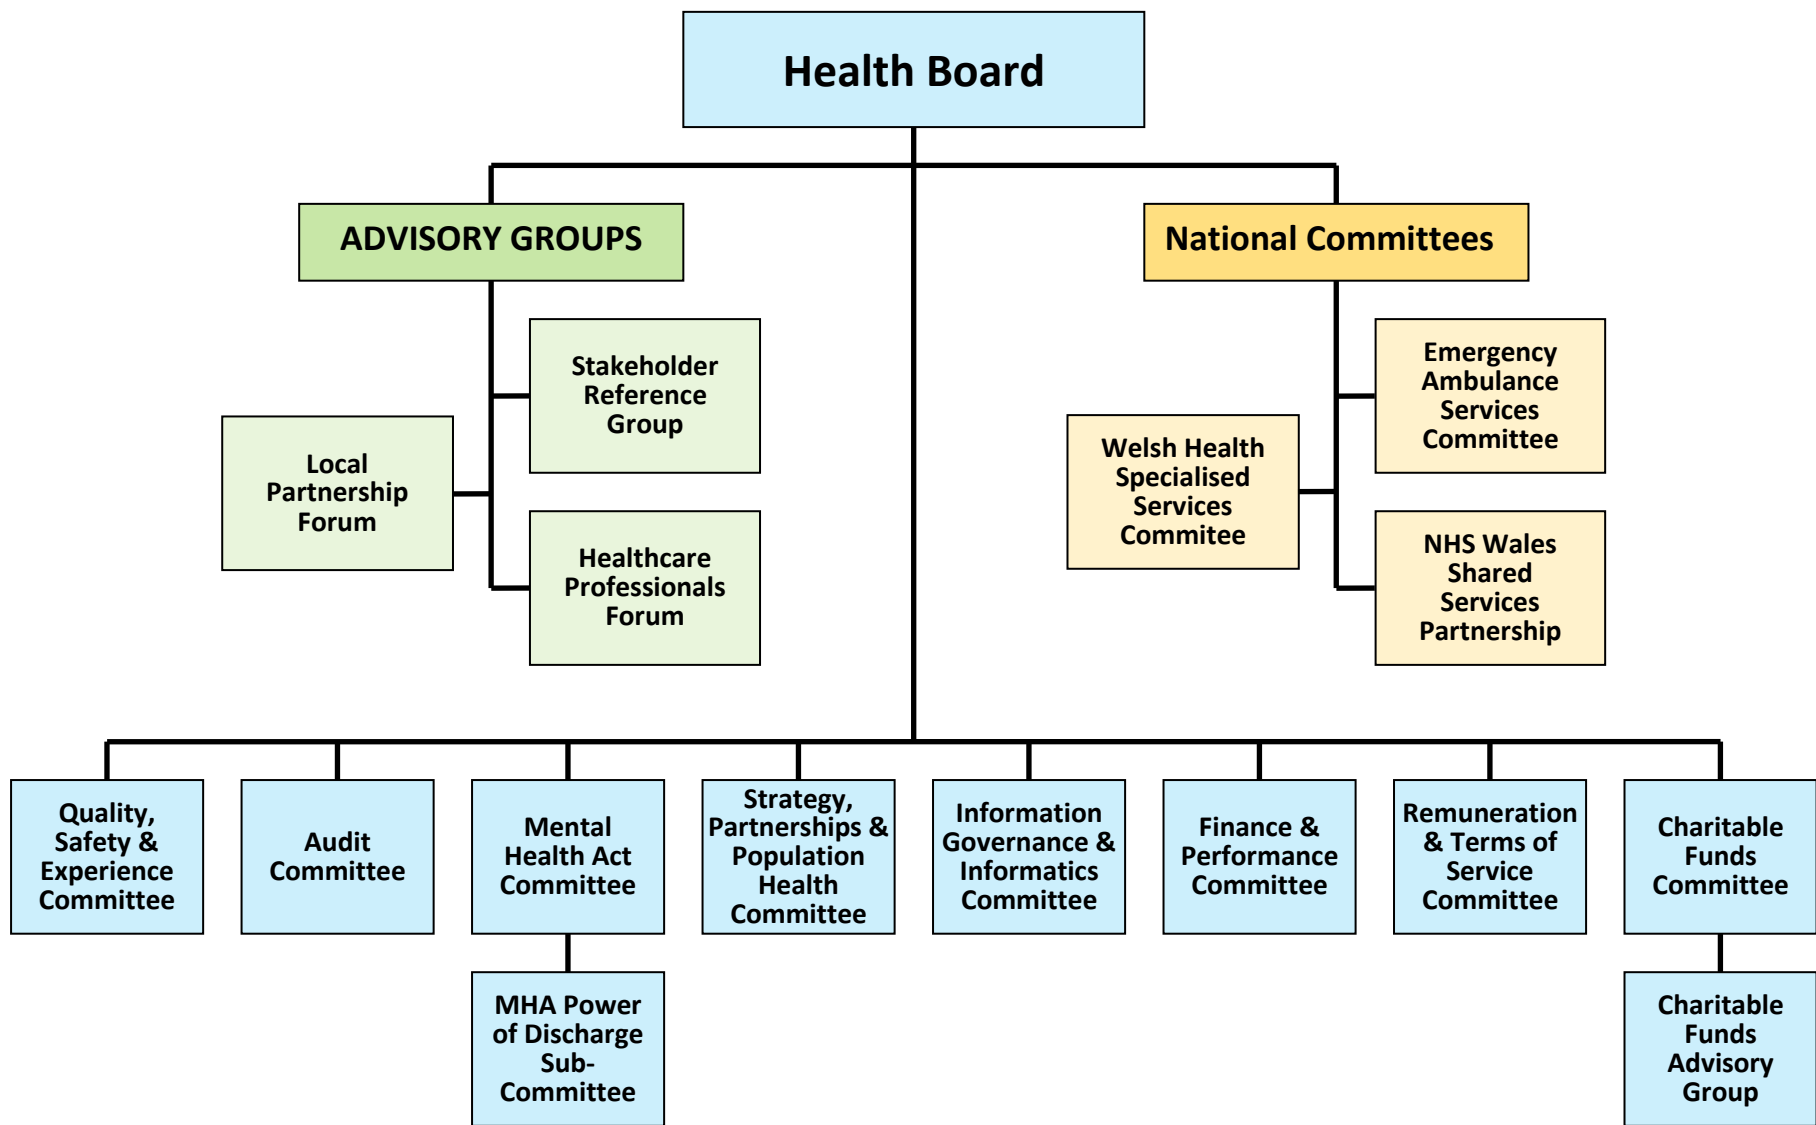 Health Board
ADVISORY GROUPS
National Committees
Stakeholder
Reference
Group
Local
Partnership
Forum
Healthcare
Professionals
Forum
Emergency
Ambulance
Services
Committee
Welsh Health
Specialised
Services
Commitee
NHS Wales
Shared
Services
Partnership
Quality,
Safety &
Experience
Committee
Audit
Committee
Mental
Health Act
Committee
Strategy,
Partnerships &
Population
Health
Committee
Information
Governance &
Informatics
Committee
Finance &
Performance
Committee
Remuneration
& Terms of
Service
Committee
Charitable
Funds
Committee
MHA Power
of Discharge
Sub-
Committee
Charitable
Funds
Advisory
Group